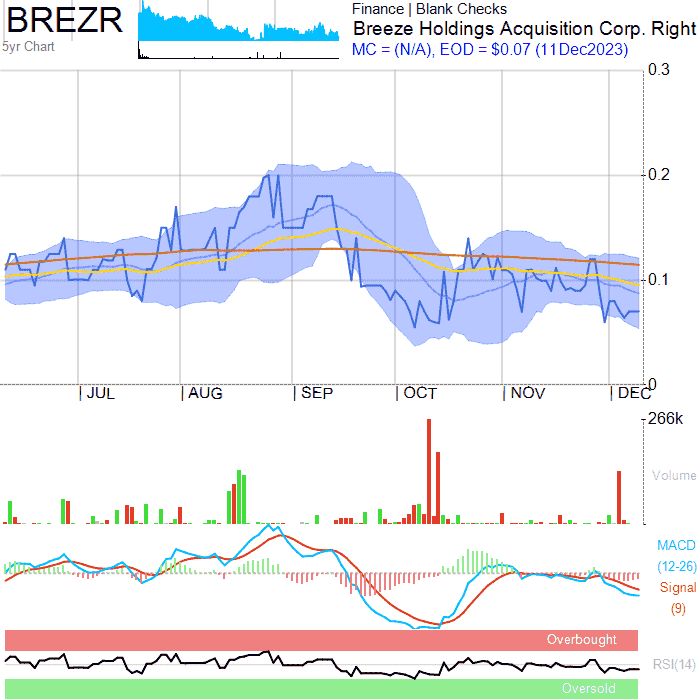 BREZR
5yr Chart
Finance | Blank Checks
Breeze Holdings Acquisition Corp. Right
MC = (N/A), EOD = $0.07 (11Dec2023)
0.3
0.2
0.1
0
JUL AUG SEP OCT NOV DEC
266k
Volume
MACD
(12-26)
Signal
(9)
Overbought
RSI(14)
Oversold